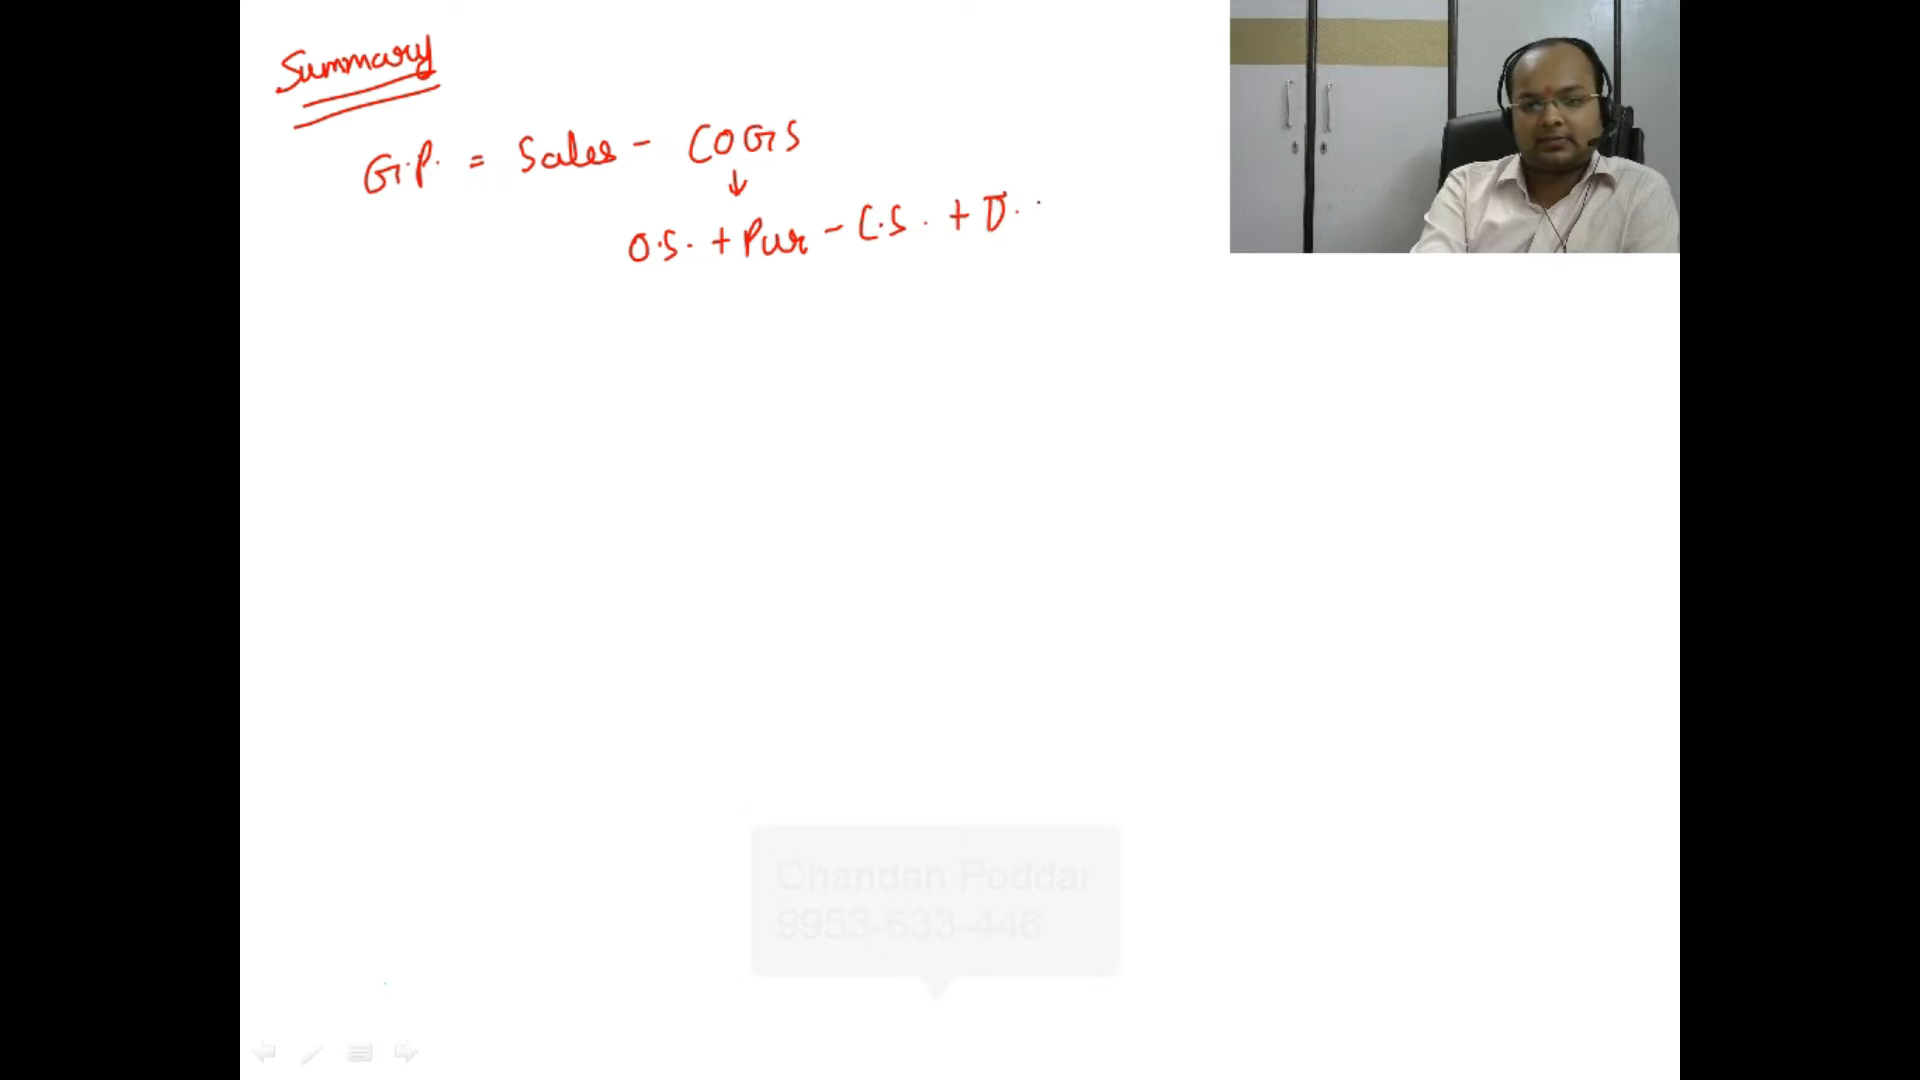 Summary
G.P. = Sales - COGS
↓
O.S. + Pur - C.S. + D.
Chandan Poddar
9953-633-448